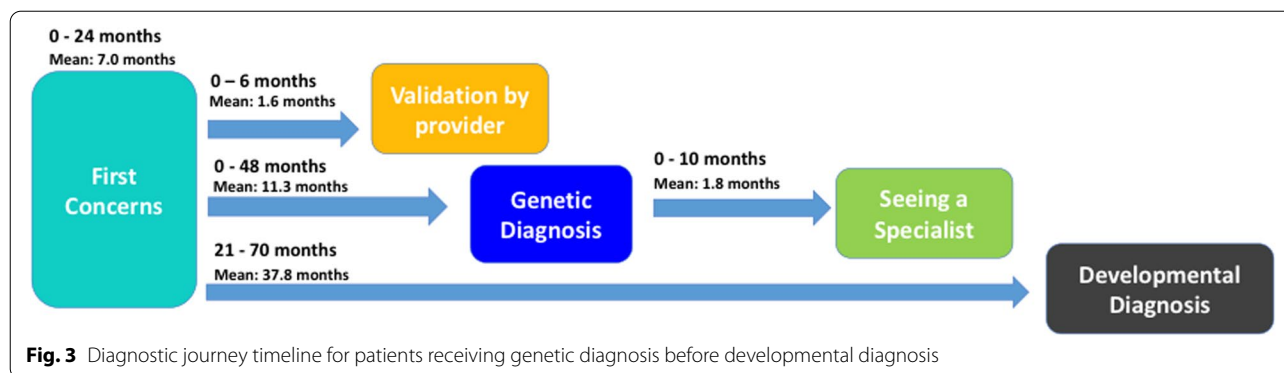 0 - 24 months
Mean: 7.0 months
First
Concerns
0 – 6 months
Mean: 1.6 months
Validation by
provider
0 - 48 months
Mean: 11.3 months
Genetic
Diagnosis
0 - 10 months
Mean: 1.8 months
Seeing a
Specialist
21 - 70 months
Mean: 37.8 months
Developmental
Diagnosis
Fig. 3 Diagnostic journey timeline for patients receiving genetic diagnosis before developmental diagnosis